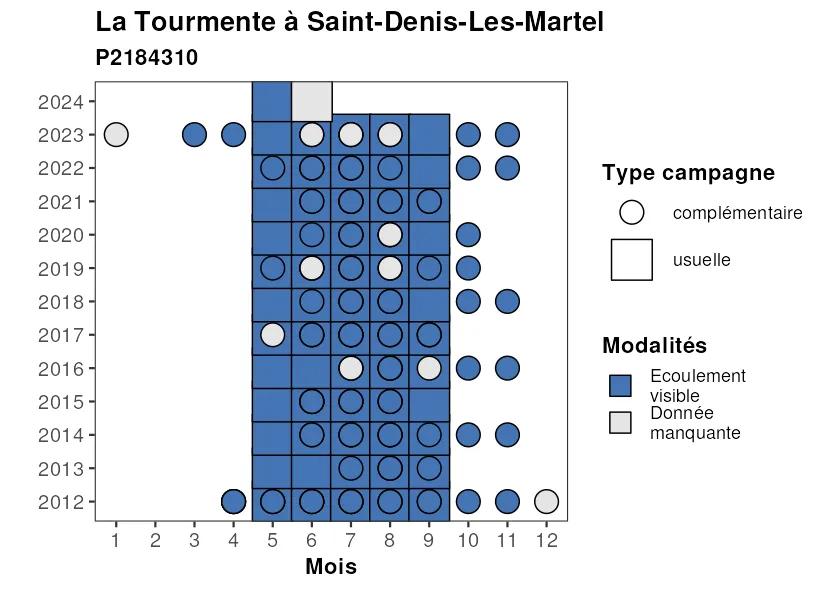 La Tourmente à Saint-Denis-Les-Martel
P2184310
2024
2023
2022
2021
2020
2019
2018
2017
2016
2015
2014
2013
2012
1 2 3 4 5 6 7 8 9 10 11 12
Mois
Type campagne
complémentaire
usuelle
Modalités
Ecoulement
visible
Donnée
manquante